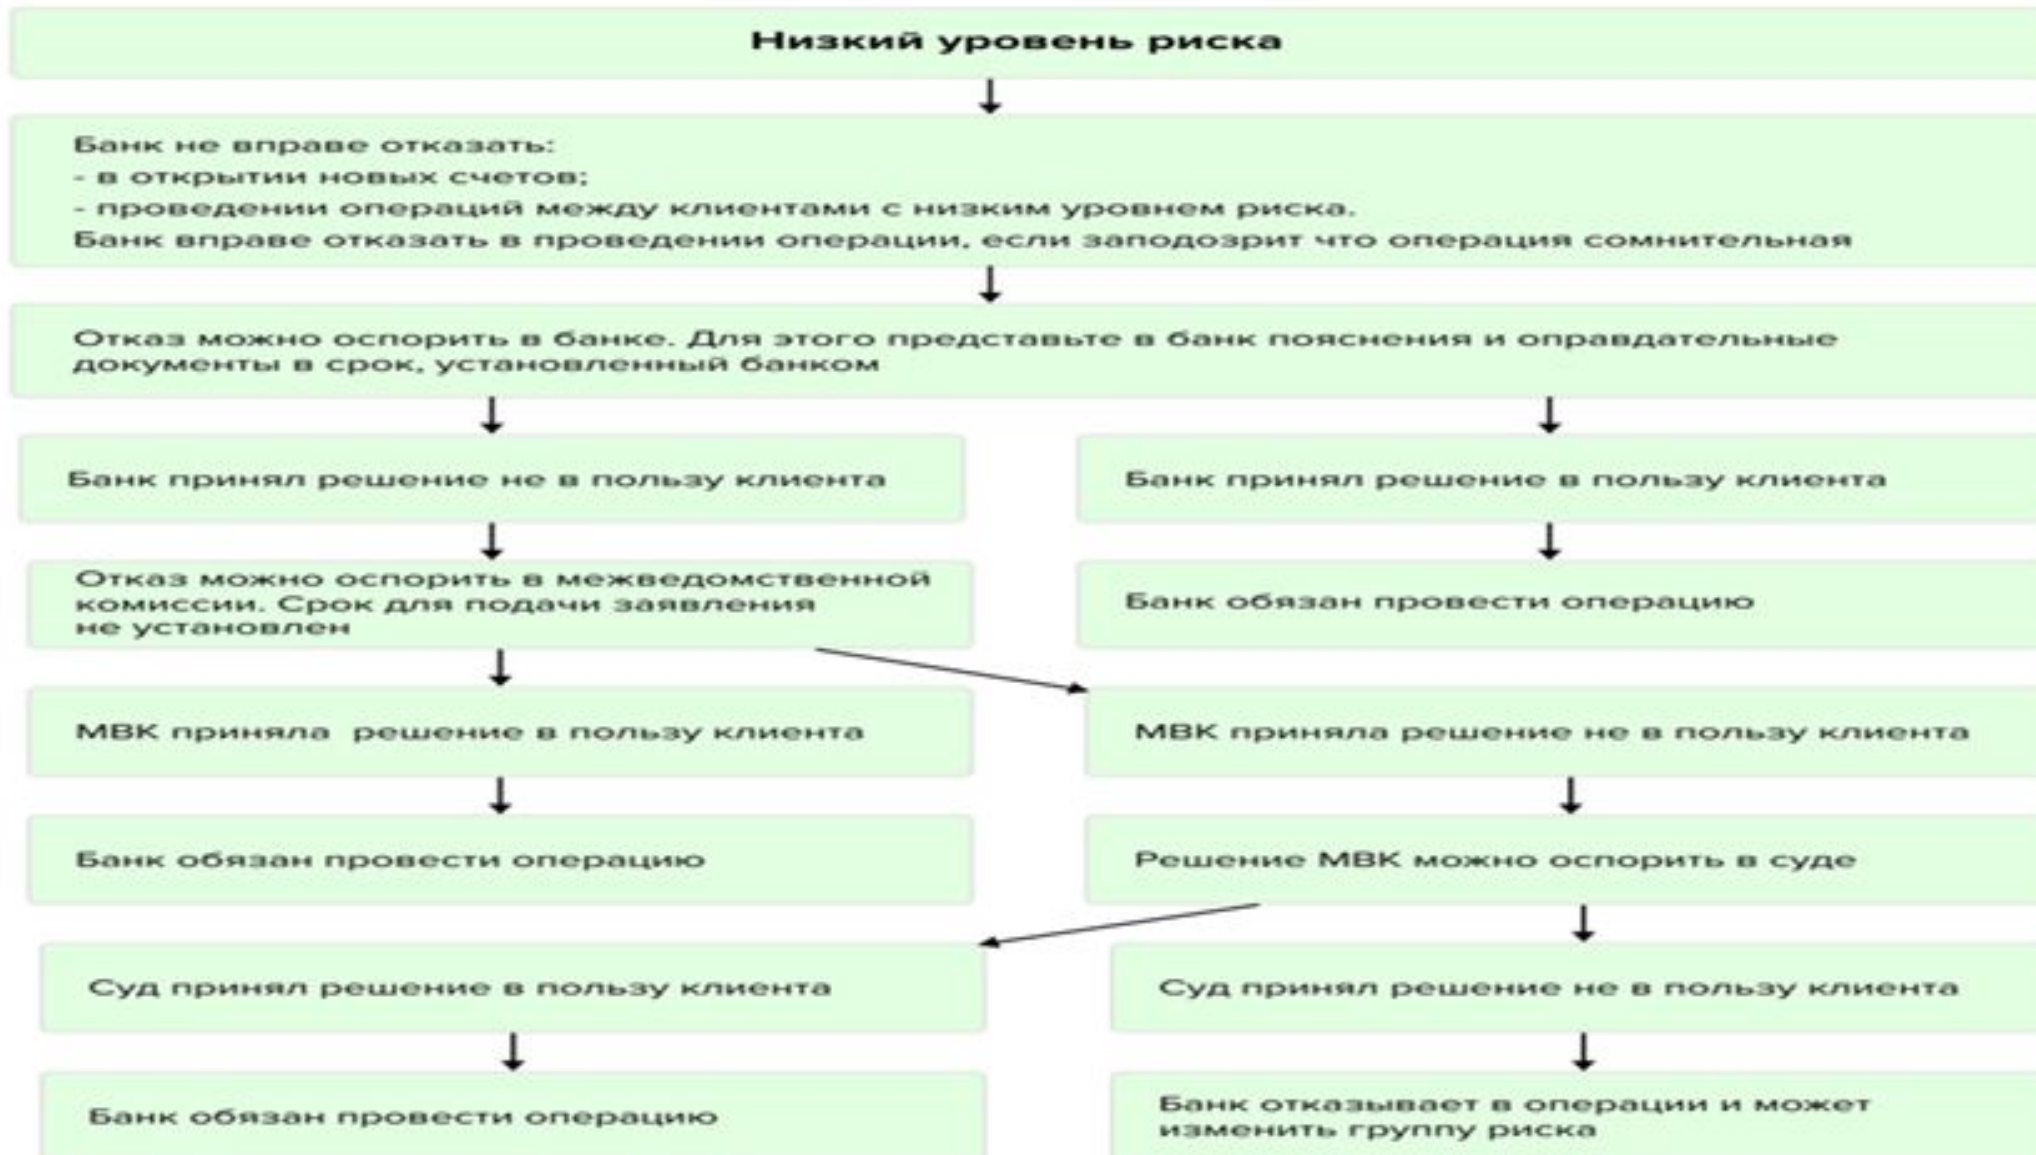 Низкий уровень риска
Банк не вправе отказать:
- в открытии новых счетов;
- проведении операций между клиентами с низким уровнем риска.
Банк вправе отказать в проведении операции, если заподозрит что операция сомнительная
Отказ можно оспорить в банке. Для этого представьте в банк пояснения и оправдательные
документы в срок, установленный банком
Банк принял решение не в пользу клиента
Банк принял решение в пользу клиента
Отказ можно оспорить в межведомственной
комиссии. Срок для подачи заявления
не установлен
Банк обязан провести операцию
МВК приняла решение в пользу клиента
МВК приняла решение не в пользу клиента
Банк обязан провести операцию
Решение МВК можно оспорить в суде
Суд принял решение в пользу клиента
Суд принял решение не в пользу клиента
Банк обязан провести операцию
Банк отказывает в операции и может
изменить группу риска